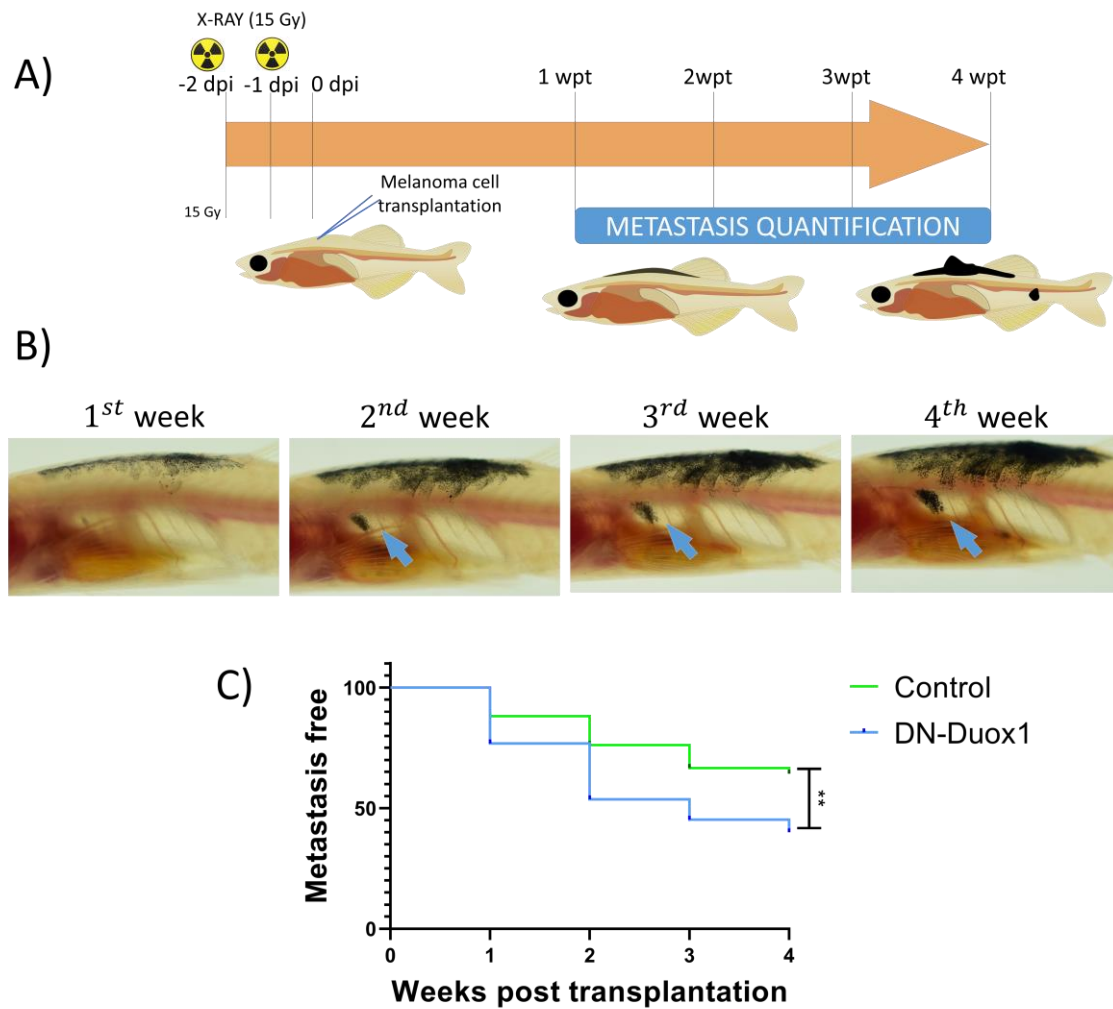 X-RAY (15 Gy)
A)
-2 dpi -1 dpi 0 dpi 1 wpt 2wpt 3wpt 4 wpt
Melanoma cell
transplantation
15 Gy
METASTASIS QUANTIFICATION
B)
1st week 2nd week 3rd week 4th week
C)
Metastasis free
100
50
0
0 1 2 3 4
Weeks post transplantation
Control
DN-Duox1
**